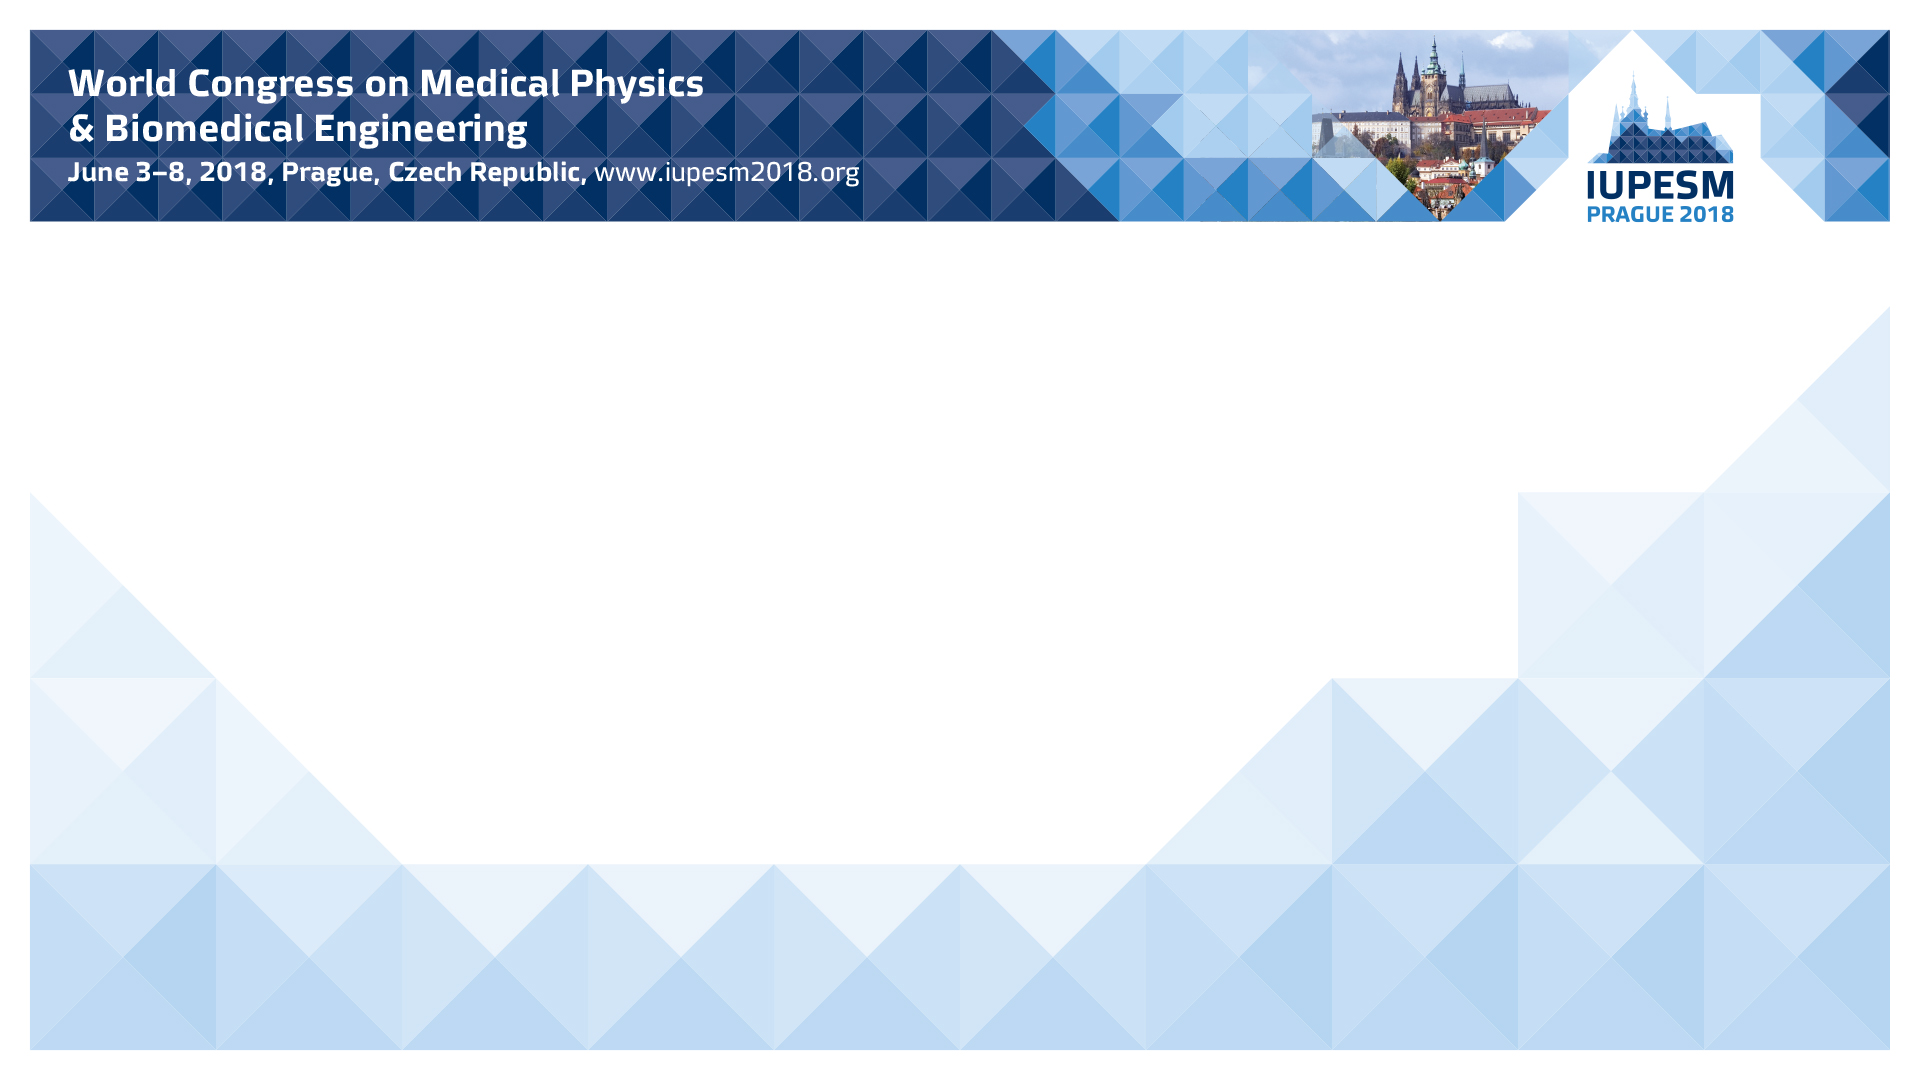 World Congress on Medical Physics
& Biomedical Engineering
June 3–8, 2018, Prague, Czech Republic, www.iupesm2018.org
IUPESM
PRAGUE 2018